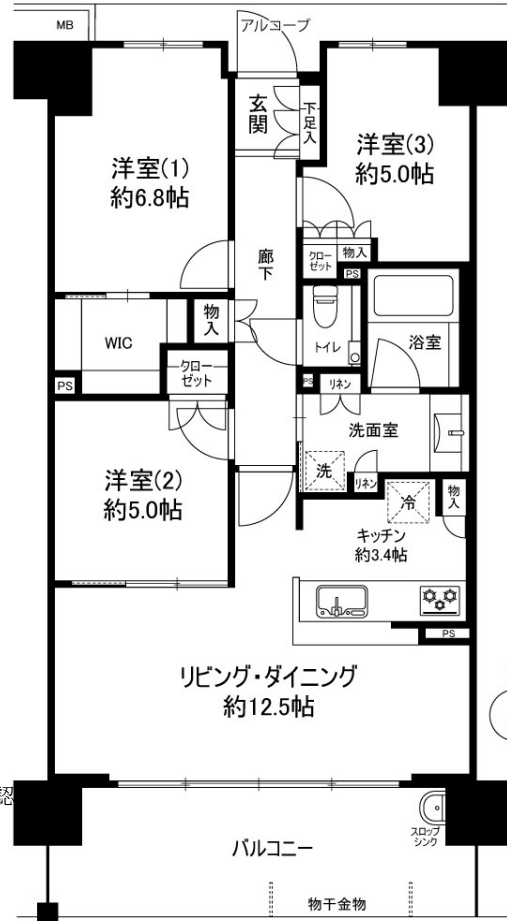 MB
アルコーブ
玄関
下足入
洋室(1)
約6.8帖
洋室(3)
約5.0帖
廊下
クローゼット
物入
PS
物入
WIC
トイレ
浴室
クローゼット
PS
PS
リネン
洗面室
洗
リネン
洋室(2)
約5.0帖
冷
物入
キッチン
約3.4帖
PS
リビング・ダイニング
約12.5帖
スロップ
シンク
バルコニー
物干金物